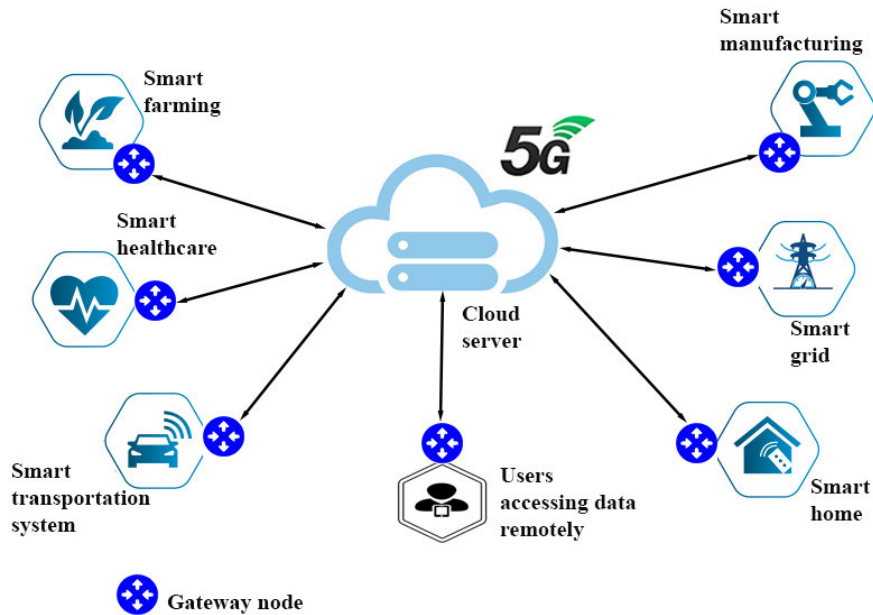 Smart
manufacturing
Smart
farming
5G
Smart
healthcare
Cloud
server
Smart
grid
Smart
transportation
system
Users
accessing data
remotely
Smart
home
Gateway node